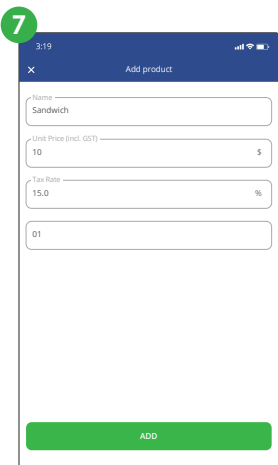 7
3:19
Add product
Name
Sandwich
Unit Price (Incl. GST)
10 $
Tax Rate
15.0 %
01
ADD